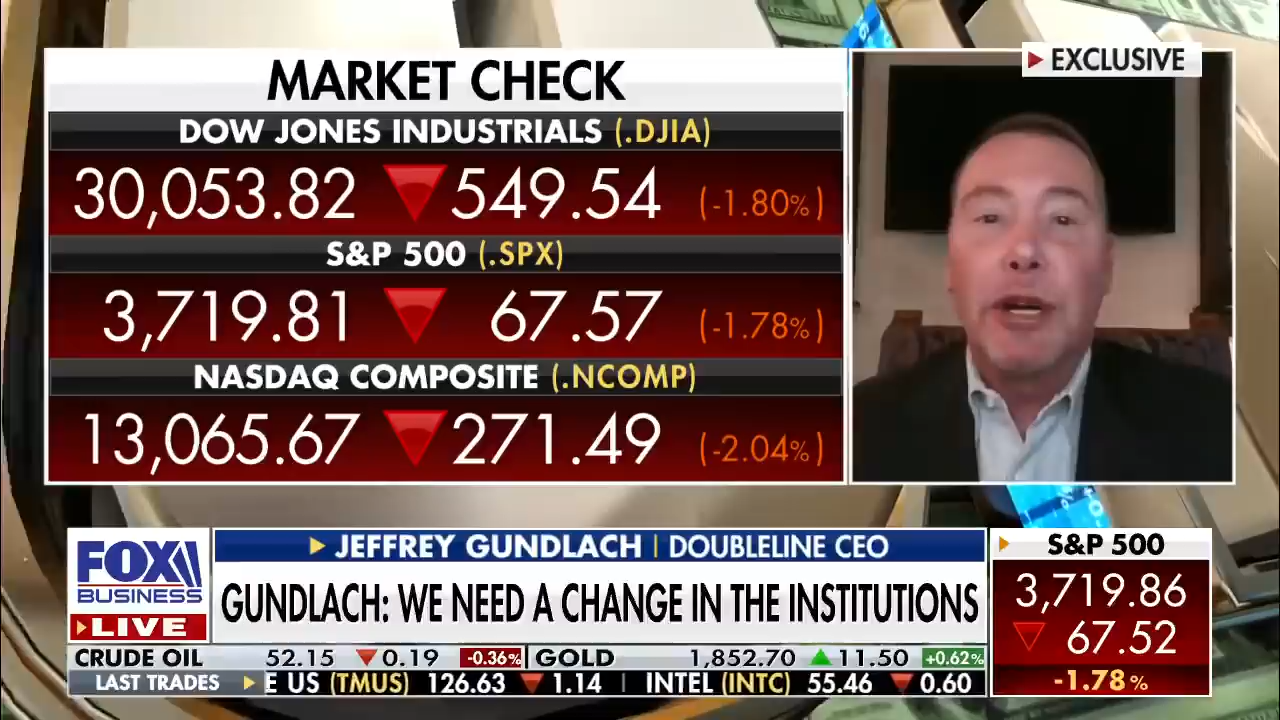 EXCLUSIVE
MARKET CHECK
DOW JONES INDUSTRIALS (.DJIA)
30,053.82 ▼ 549.54 (-1.80%)
S&P 500 (.SPX)
3,719.81 ▼ 67.57 (-1.78%)
NASDAQ COMPOSITE (.NCOMP)
13,065.67 ▼ 271.49 (-2.04%)
FOX BUSINESS
LIVE
JEFFREY GUNDLACH | DOUBLELINE CEO
GUNDLACH: WE NEED A CHANGE IN THE INSTITUTIONS
S&P 500
3,719.86
▼ 67.52
-1.78%
CRUDE OIL 52.15 ▼ 0.19 -0.36% GOLD 1,852.70 ▲ 11.50 +0.62%
LAST TRADES E US (TMUS) 126.63 ▼ 1.14 | INTEL (INTC) 55.46 ▼ 0.60